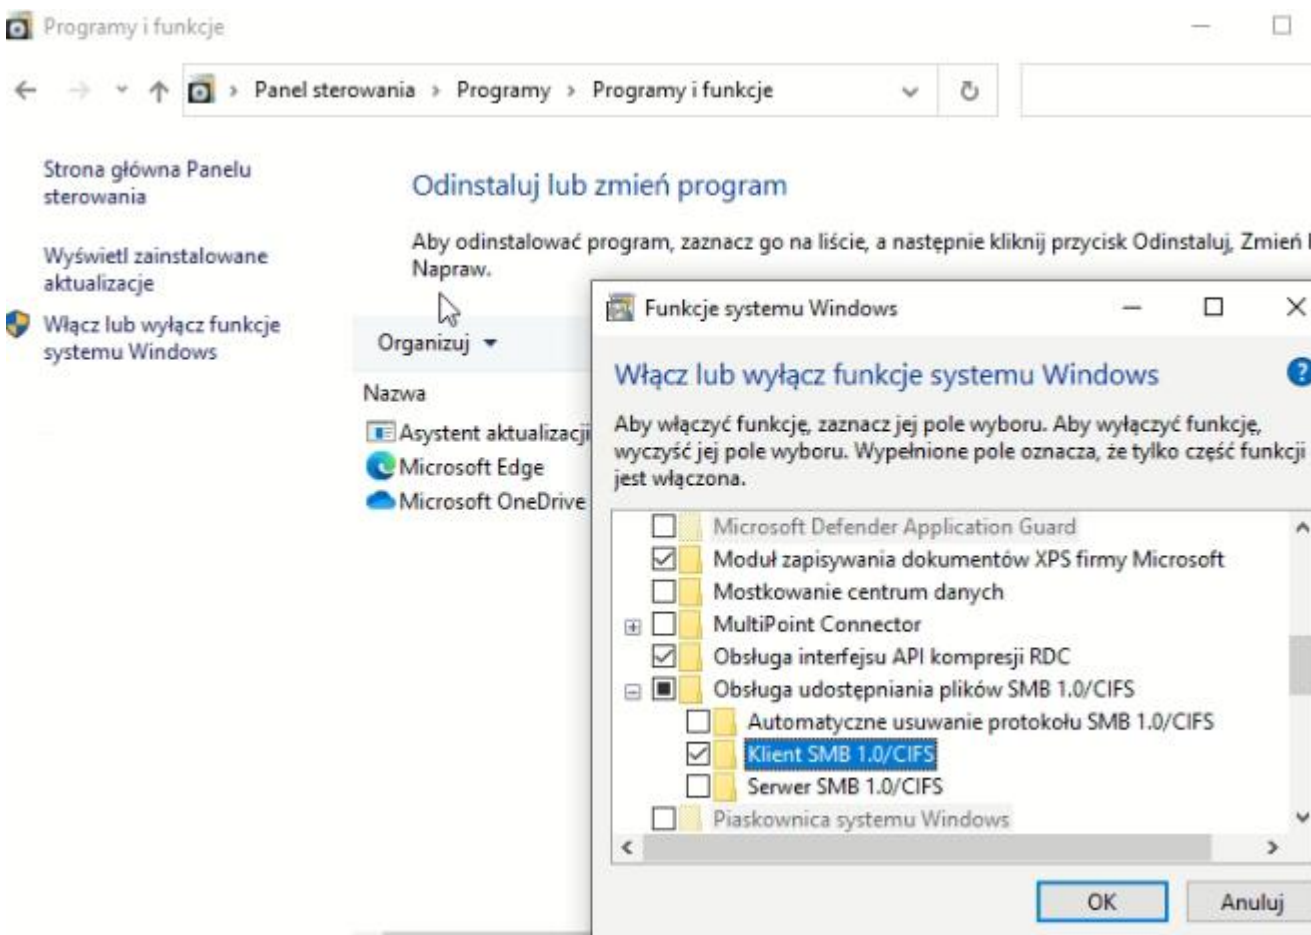 Programy i funkcje
Panel sterowania > Programy > Programy i funkcje
Strona główna Panelu
sterowania
Wyświetl zainstalowane
aktualizacje
Włącz lub wyłącz funkcje
systemu Windows
Odinstaluj lub zmień program
Aby odinstalować program, zaznacz go na liście, a następnie kliknij przycisk Odinstaluj, Zmień
Napraw.
Organizuj
Nazwa
Asystent aktualizacji
Microsoft Edge
Microsoft OneDrive
Funkcje systemu Windows
Włącz lub wyłącz funkcje systemu Windows
Aby włączyć funkcję, zaznacz jej pole wyboru. Aby wyłączyć funkcję,
wyczyść jej pole wyboru. Wypełnione pole oznacza, że tylko część funkcji
jest włączona.
Microsoft Defender Application Guard
Moduł zapisywania dokumentów XPS firmy Microsoft
Mostkowanie centrum danych
MultiPoint Connector
Obsługa interfejsu API kompresji RDC
Obsługa udostępniania plików SMB 1.0/CIFS
Automatyczne usuwanie protokołu SMB 1.0/CIFS
Klient SMB 1.0/CIFS
Serwer SMB 1.0/CIFS
Piaskownica systemu Windows
OK
Anuluj